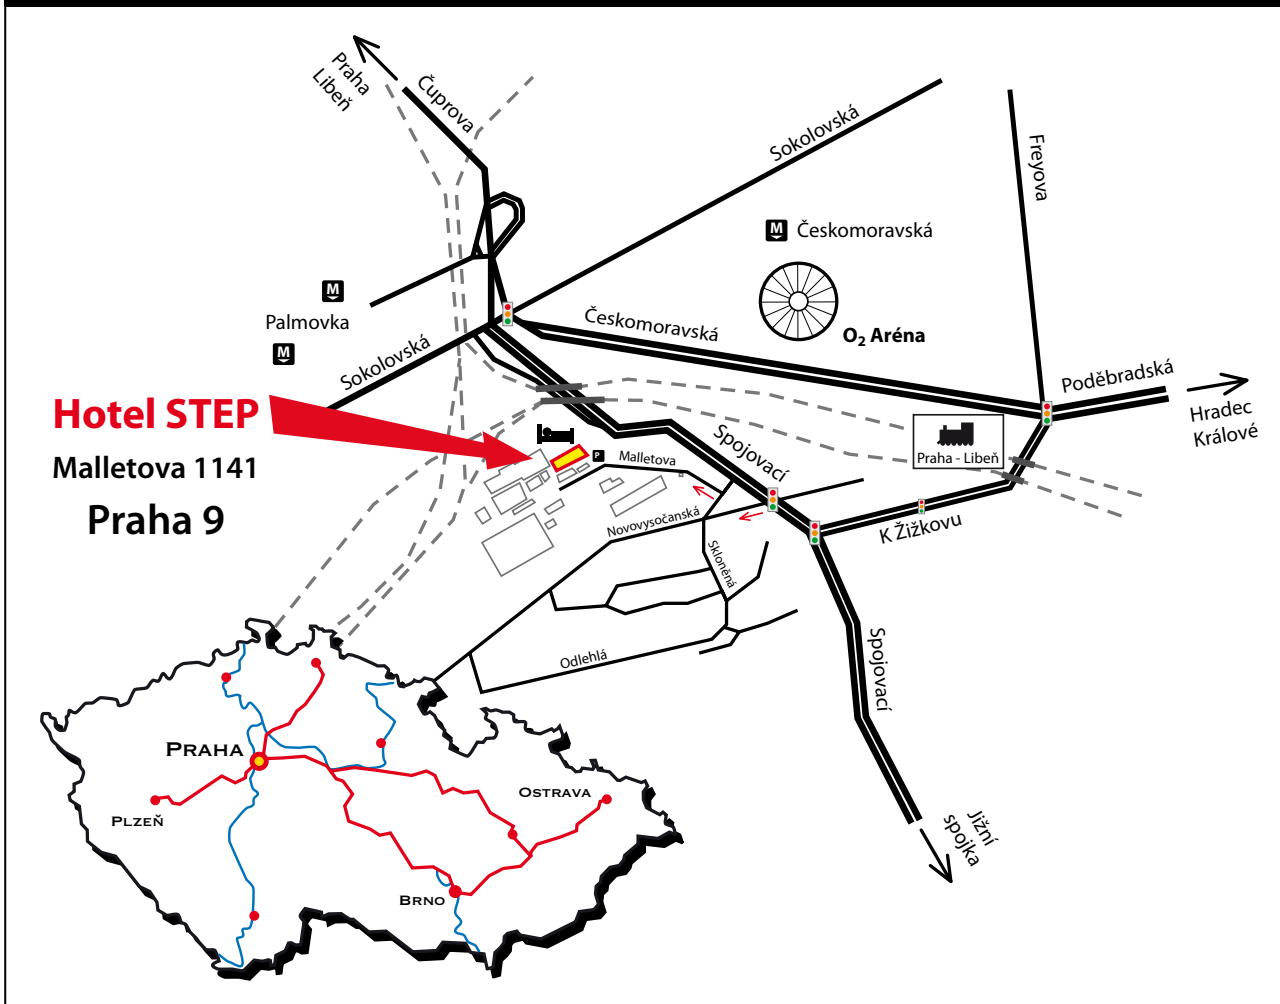 Praha
Libeň
Čuprova
Sokolovská
Freyova
M
Českomoravská
M
Palmovka
M
Sokolovská
Českomoravská
O2 Aréna
Poděbradská
Hradec
Králové
Hotel STEP
Malletova 1141
Praha 9
P
Malletova
Spojovací
Praha - Libeň
Novovysočanská
K Žižkovu
Skloněná
Odlehlá
Spojovací
Jižní
spojka
PRAHA
PLZEŇ
OSTRAVA
BRNO